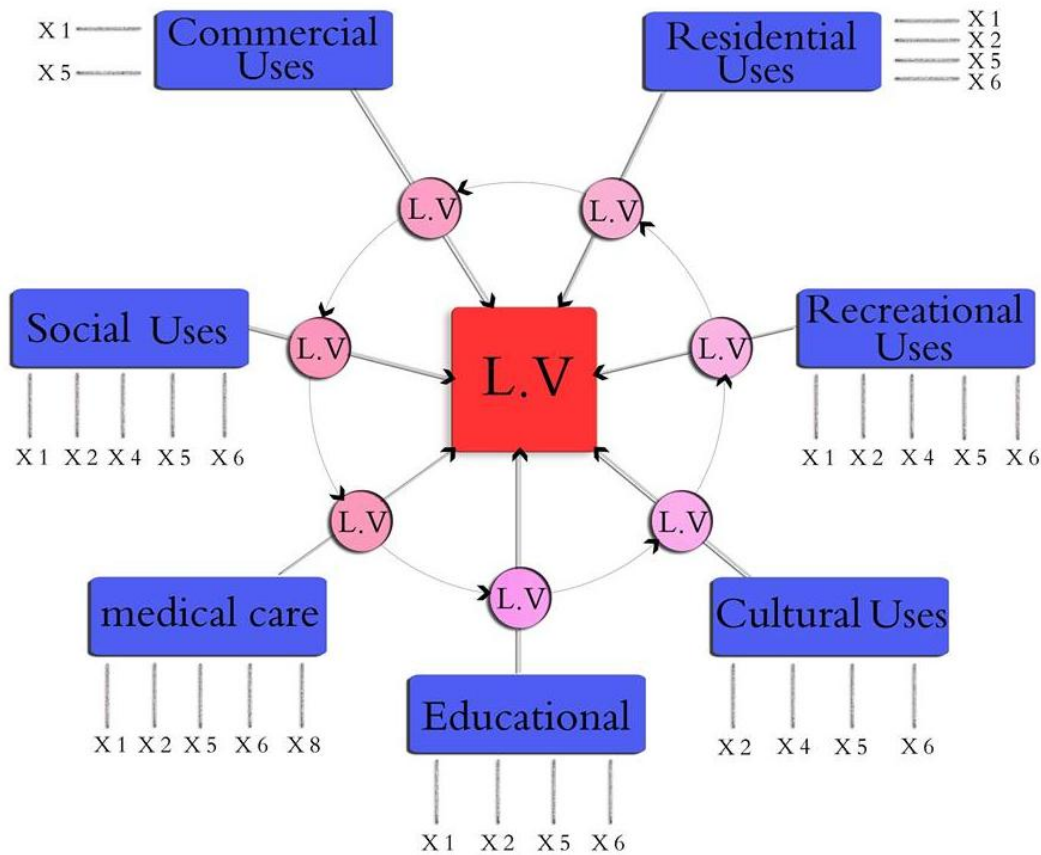 X 1
X 5
Commercial
Uses
Residential
Uses
X 1
X 2
X 5
X 6
L.V
L.V
Social Uses
X 1 X 2 X 4 X 5 X 6
L.V
L.V
L.V
Recreational
Uses
X 1 X 2 X 4 X 5 X 6
L.V
L.V
L.V
medical care
X 1 X 2 X 5 X 6 X 8
Educational
X 1 X 2 X 5 X 6
Cultural Uses
X 2 X 4 X 5 X 6